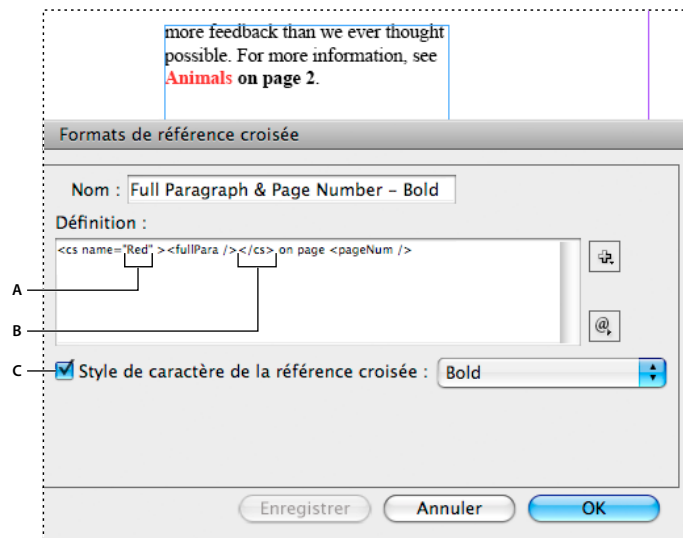 more feedback than we ever thought
possible. For more information, see
Animals on page 2.
Formats de référence croisée
Nom : Full Paragraph & Page Number – Bold
Définition :
<cs name="Red" ><fullPara /></cs> on page <pageNum />
A
B
@
C
Style de caractère de la référence croisée : Bold
Enregistrer Annuler OK